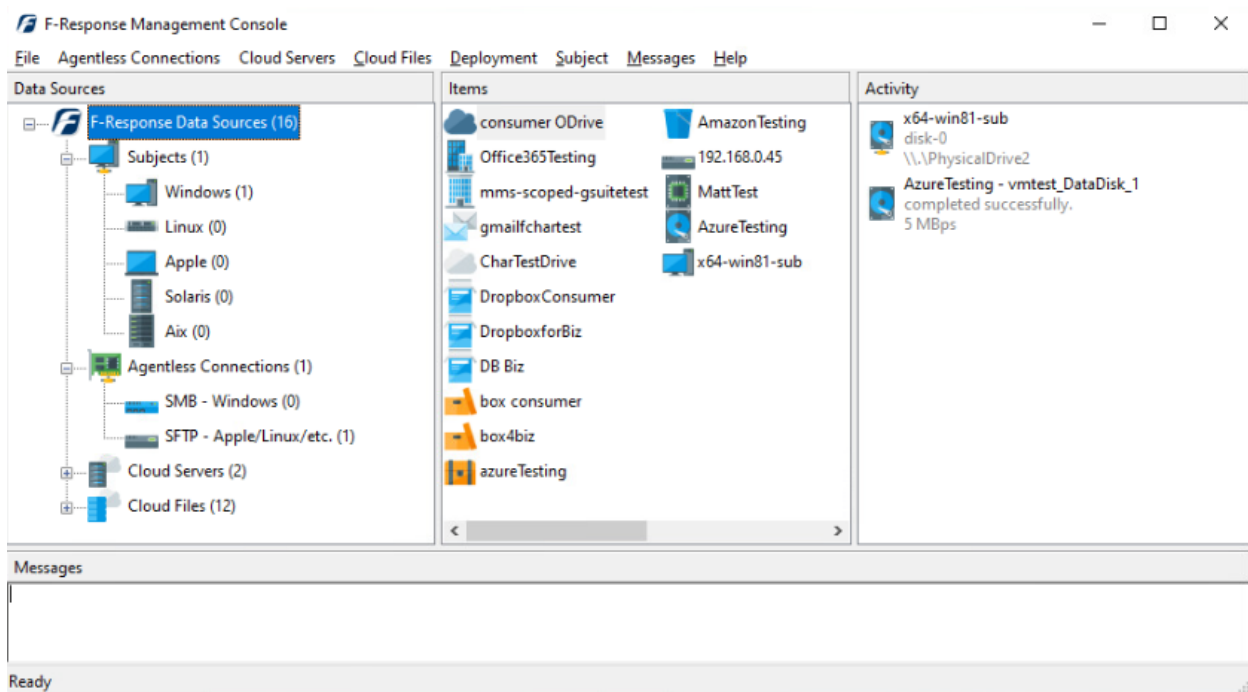 F-Response Management Console
File Agentless Connections Cloud Servers Cloud Files Deployment Subject Messages Help
Data Sources
F-Response Data Sources (16)
Subjects (1)
Windows (1)
Linux (0)
Apple (0)
Solaris (0)
Aix (0)
Agentless Connections (1)
SMB - Windows (0)
SFTP - Apple/Linux/etc. (1)
Cloud Servers (2)
Cloud Files (12)
Items
consumer ODrive
Office365Testing
mms-scoped-gsuitetest
gmailfchartest
CharTestDrive
DropboxConsumer
DropboxforBiz
DB Biz
box consumer
box4biz
azureTesting
AmazonTesting
192.168.0.45
MattTest
AzureTesting
x64-win81-sub
Activity
x64-win81-sub
disk-0
\\.\PhysicalDrive2
AzureTesting - vmtest_DataDisk_1
completed successfully.
5 MBps
Messages
Ready